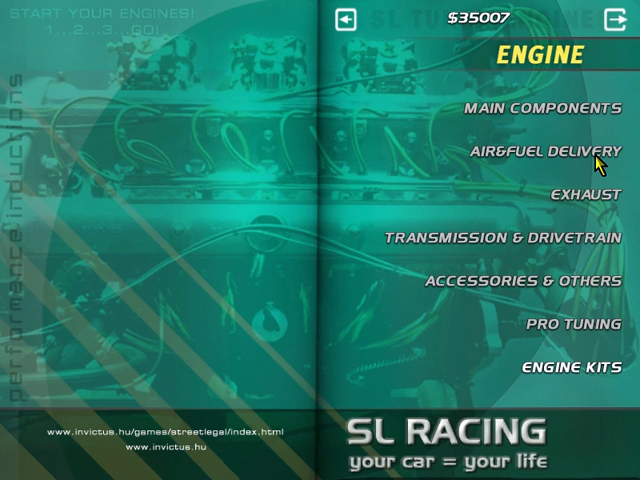 START YOUR ENGINES!
1...2...3... GO!
performance inductions
www.invictus.hu/games/streetlegal/index.html
www.invictus.hu
$35007
ENGINE
MAIN COMPONENTS
AIR&FUEL DELIVERY
EXHAUST
TRANSMISSION & DRIVETRAIN
ACCESSORIES & OTHERS
PRO TUNING
ENGINE KITS
SL RACING
your car = your life